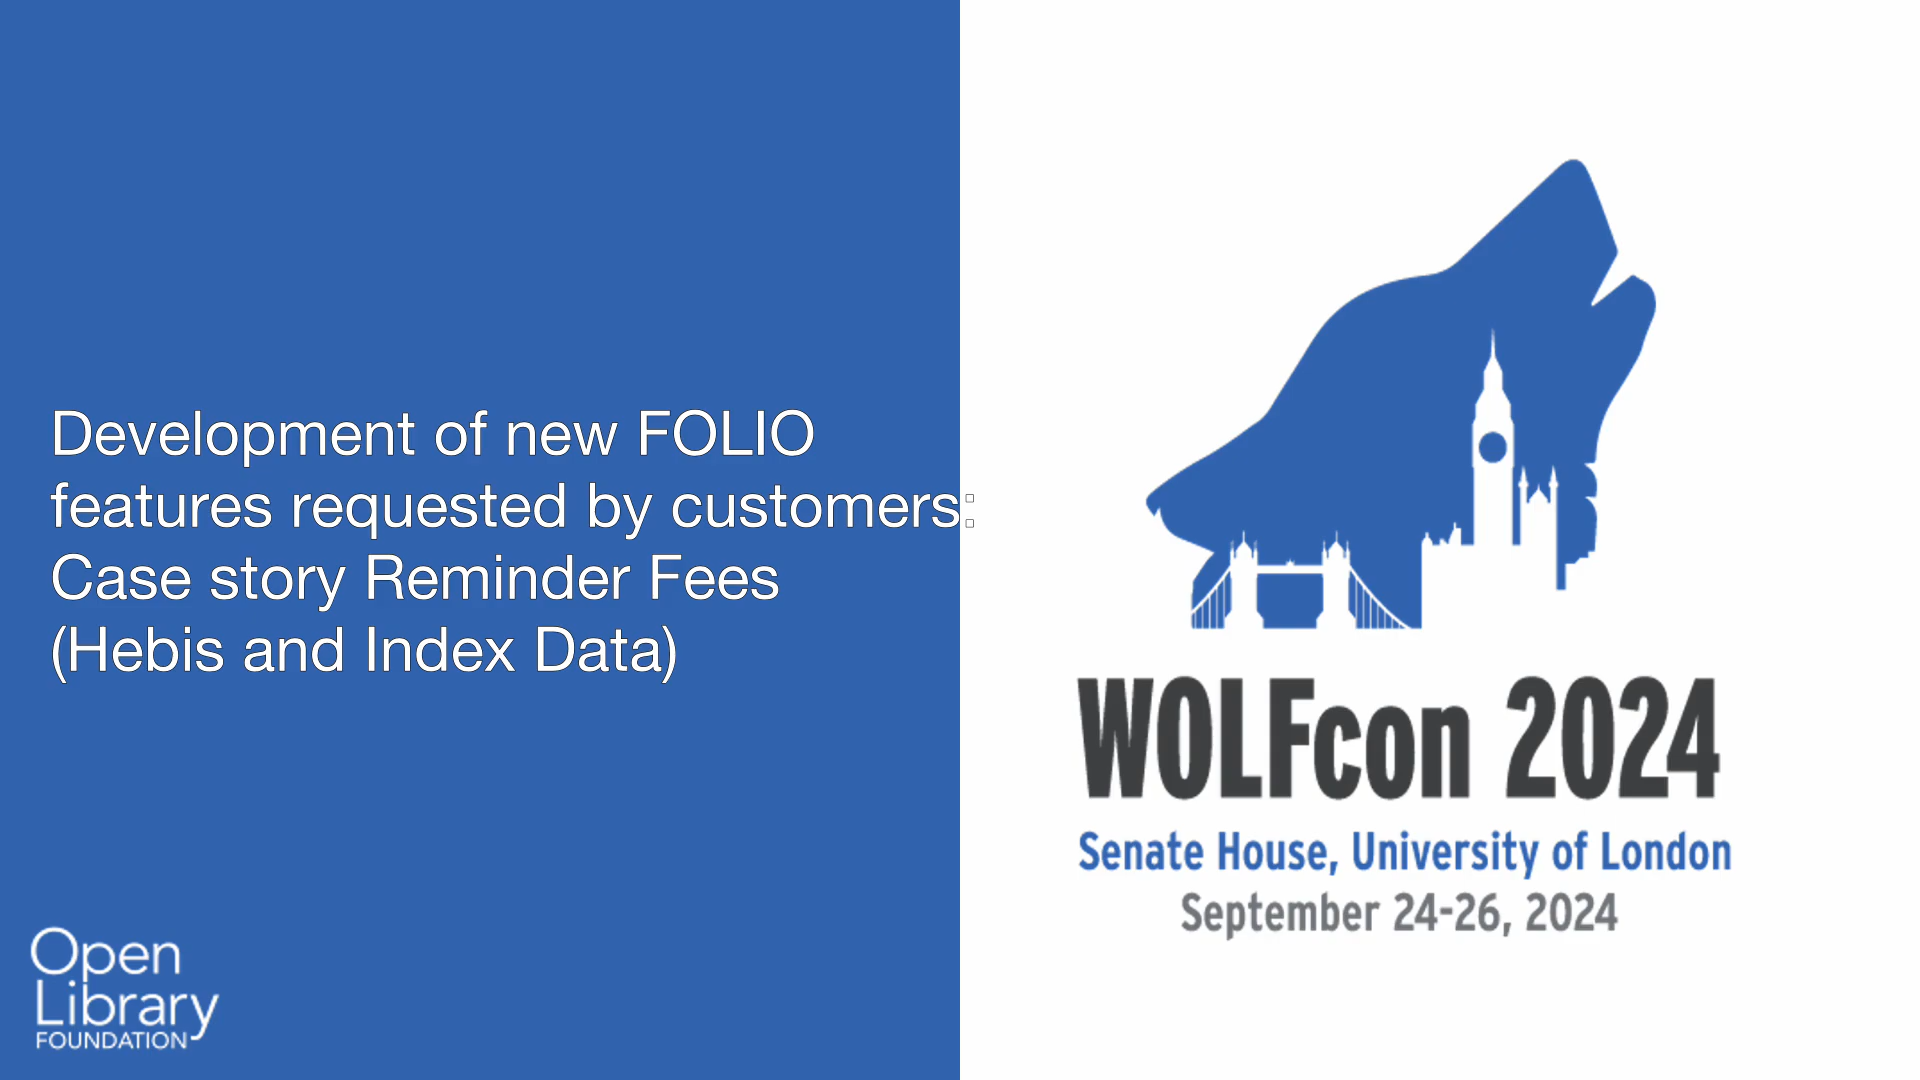 Development of new FOLIO
features requested by customers:
Case story Reminder Fees
(Hebis and Index Data)
Open
Library
FOUNDATION
WOLFcon 2024
Senate House, University of London
September 24-26, 2024